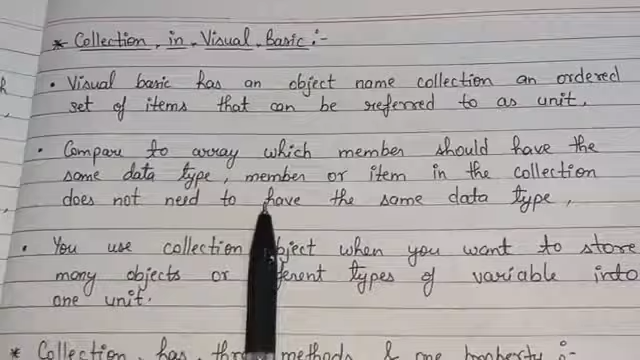 * Collection in Visual Basic :-
• Visual basic has an object name collection an ordered
set of items that can be referred to as unit.
• Compare to array which member should have the
same data type, member or item in the collection
does not need to have the same data type,
• You use collection object when you want to store
many objects or different types of variable into
one unit.
* Collection has three methods & one property :-